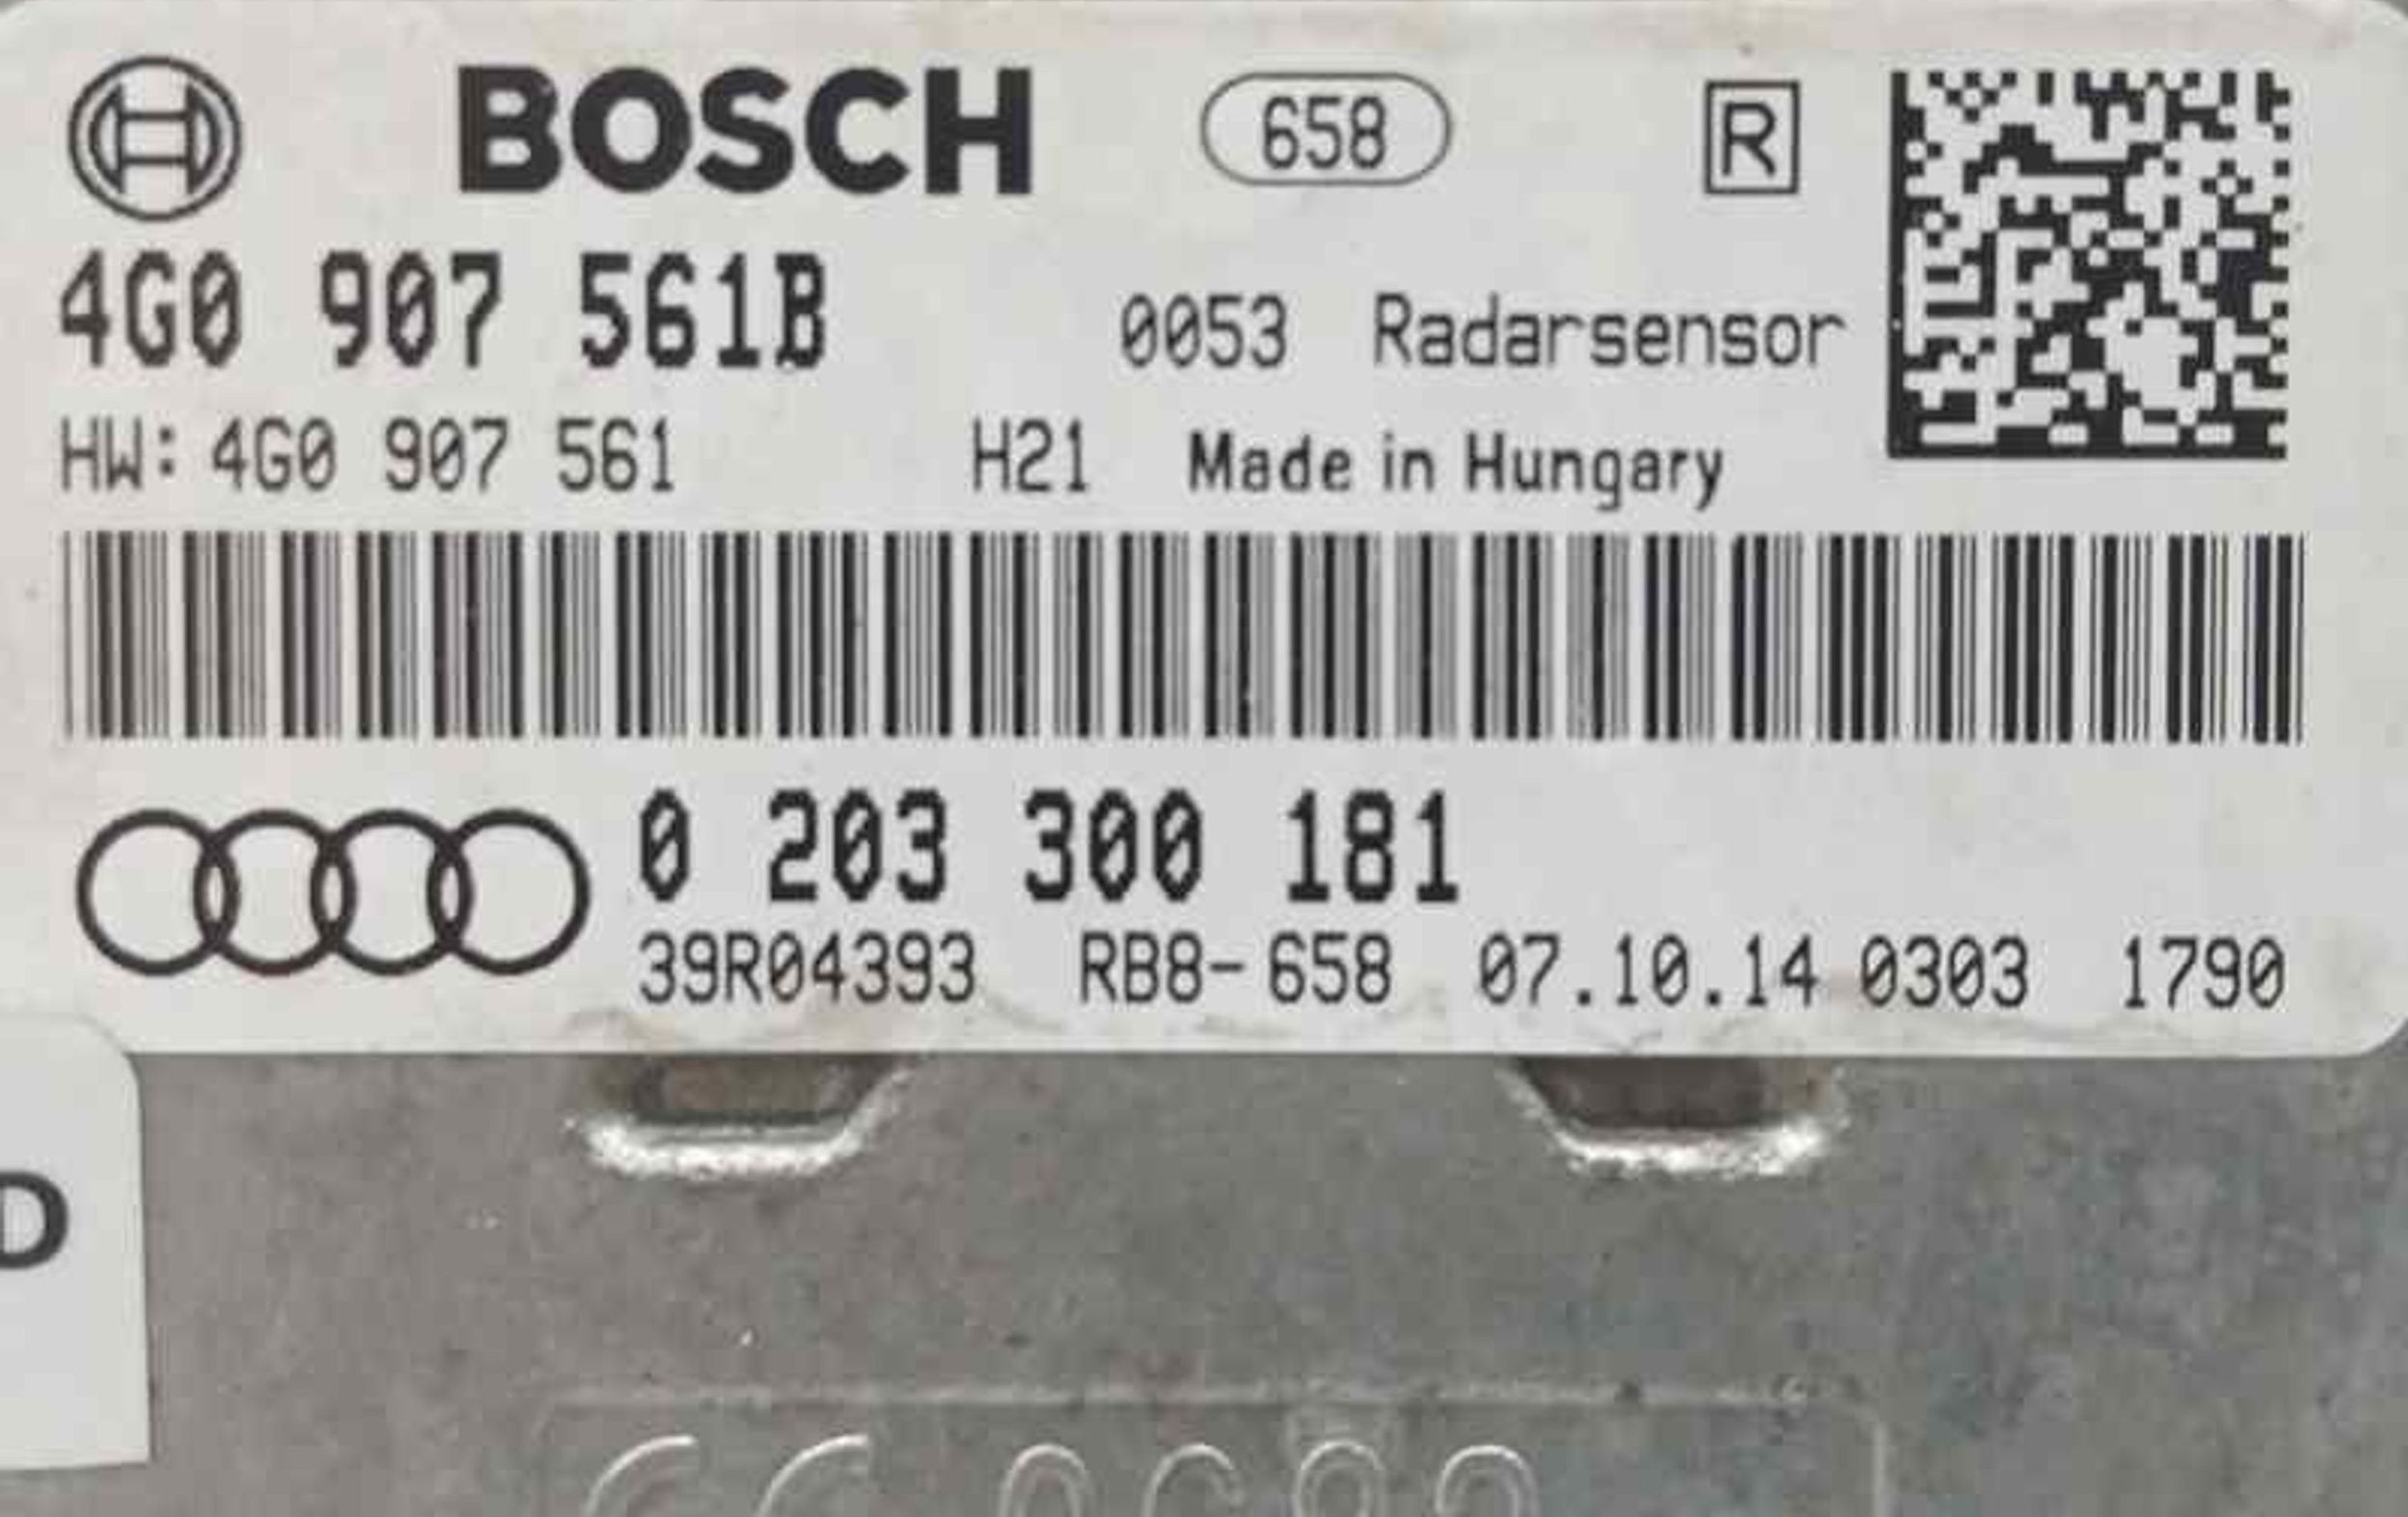 BOSCH 658 R
4G0 907 561B 0053 Radarsensor
HW: 4G0 907 561 H21 Made in Hungary
0 203 300 181
39R04393 RB8-658 07.10.14 0303 1790
D